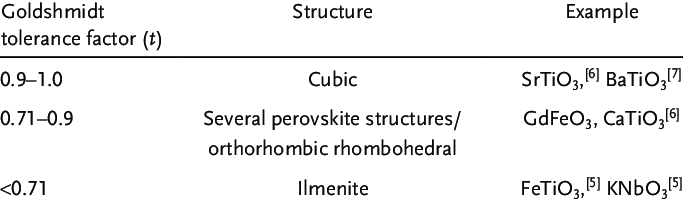 Goldshmidt Structure Example
tolerance factor (t)
0.9–1.0 Cubic SrTiO3,[6] BaTiO3[7]
0.71–0.9 Several perovskite structures/ GdFeO3, CaTiO3[6]
orthorhombic rhombohedral
<0.71 Ilmenite FeTiO3,[5] KNbO3[5]